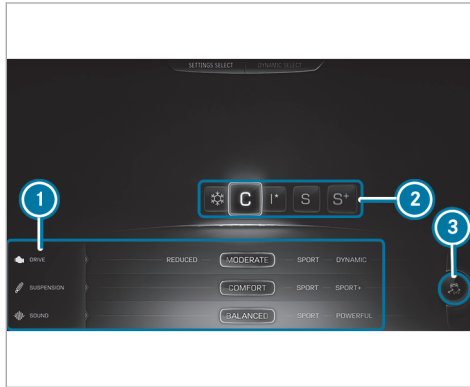 SETTINGS SELECT DYNAMIC SELECT
C I* S S+
2
1
3
DRIVE REDUCED MODERATE SPORT DYNAMIC
SUSPENSION COMFORT SPORT SPORT+
SOUND BALANCED SPORT POWERFUL